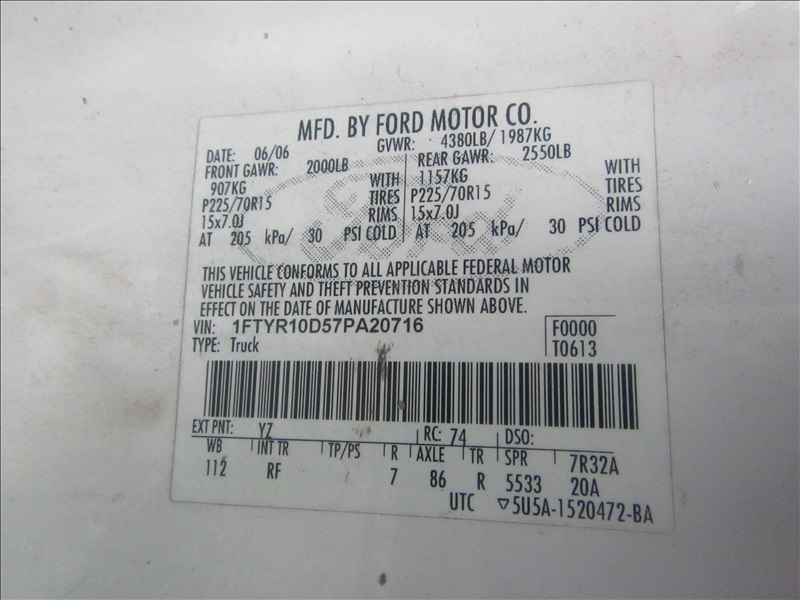 MFD. BY FORD MOTOR CO.
DATE: 06/06 GVWR: 4380LB/ 1987KG
FRONT GAWR: 2000LB REAR GAWR: 2550LB
907KG WITH 1157KG WITH
P225/70R15 TIRES P225/70R15 TIRES
15x7.0J RIMS 15x7.0J RIMS
AT 205 kPa/ 30 PSI COLD AT 205 kPa/ 30 PSI COLD
Ford
THIS VEHICLE CONFORMS TO ALL APPLICABLE FEDERAL MOTOR
VEHICLE SAFETY AND THEFT PREVENTION STANDARDS IN
EFFECT ON THE DATE OF MANUFACTURE SHOWN ABOVE.
VIN: 1FTYR10D57PA20716 F0000
TYPE: Truck T0613
EXT PNT: YZ RC: 74 DSO:
WB INT TR TP/PS R AXLE TR SPR 7R32A
112 RF 7 86 R 5533 20A
UTC ▽5U5A-1520472-BA